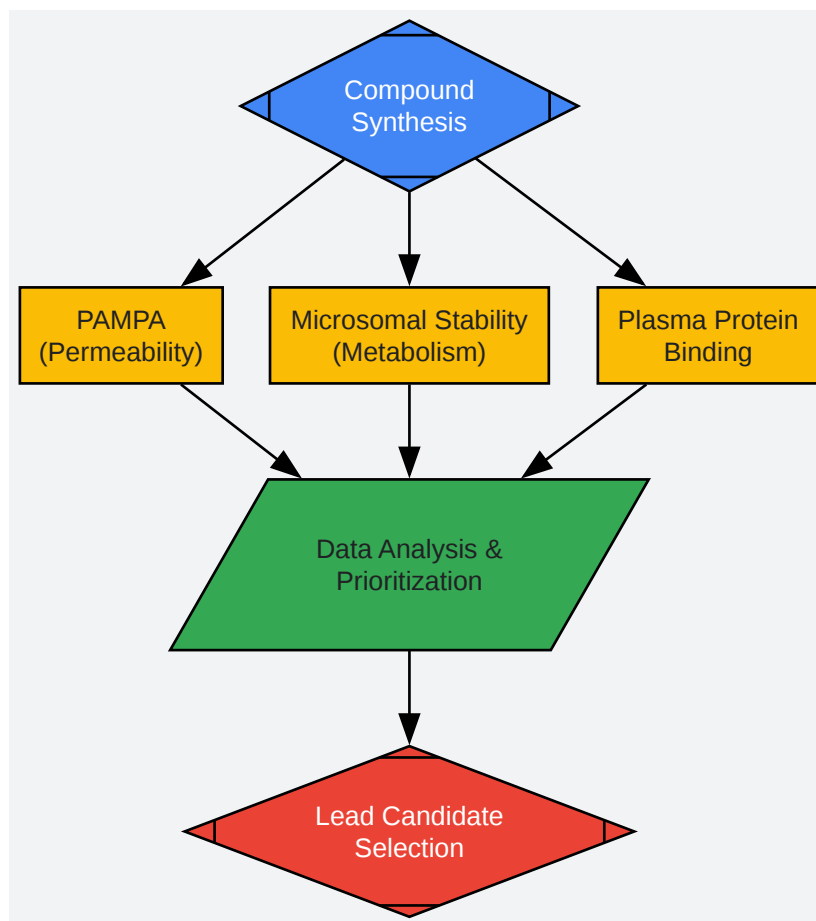 Compound
Synthesis
PAMPA
(Permeability)
Microsomal Stability
(Metabolism)
Plasma Protein
Binding
Data Analysis &
Prioritization
Lead Candidate
Selection